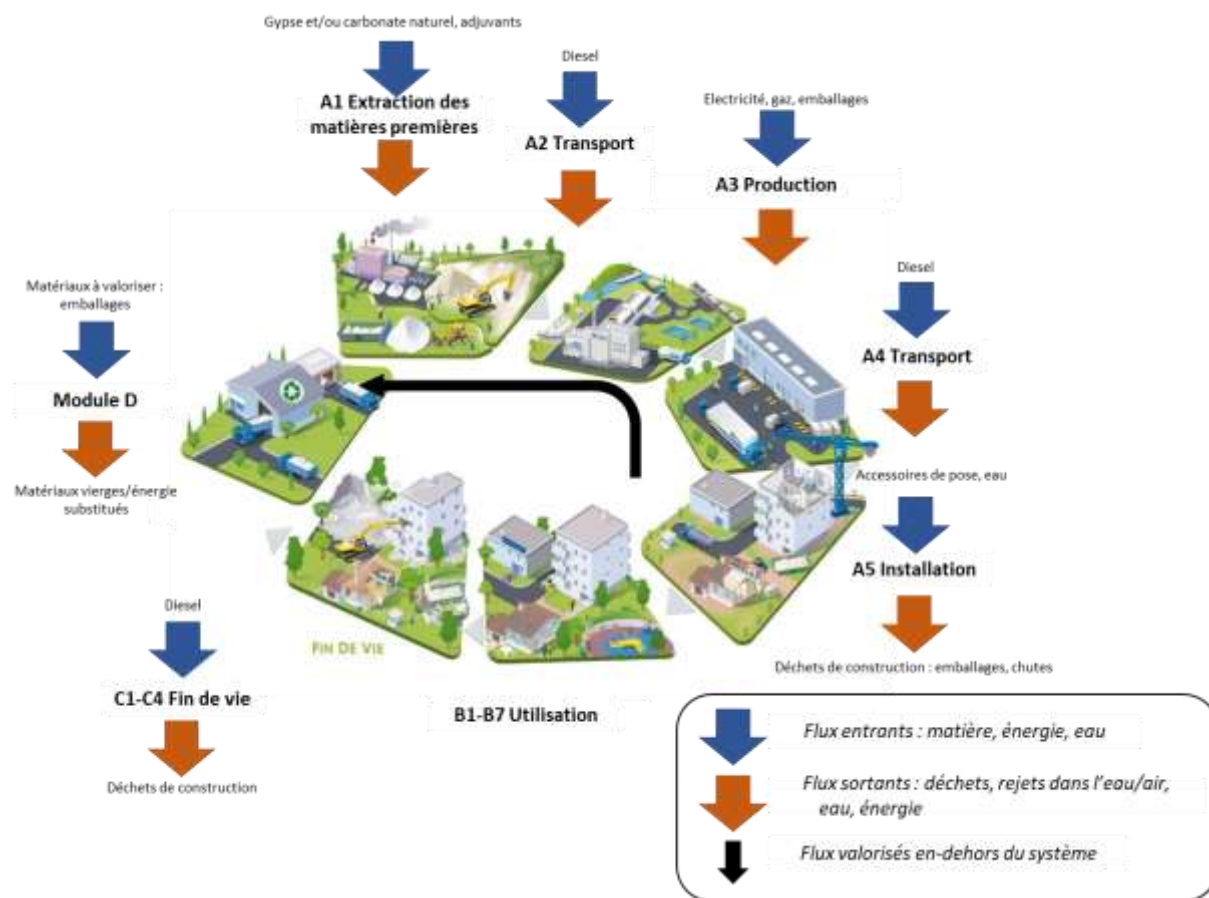 Gypse et/ou carbonate naturel, adjuvants
Diesel
A1 Extraction des
matières premières
A2 Transport
Electricité, gaz, emballages
A3 Production
Matériaux à valoriser :
emballages
Module D
Matériaux vierges/énergie
substitués
Diesel
A4 Transport
Accessoires de pose, eau
A5 Installation
Déchets de construction : emballages, chutes
FIN DE VIE
Diesel
C1-C4 Fin de vie
Déchets de construction
B1-B7 Utilisation
Flux entrants : matière, énergie, eau
Flux sortants : déchets, rejets dans l'eau/air,
eau, énergie
Flux valorisés en-dehors du système